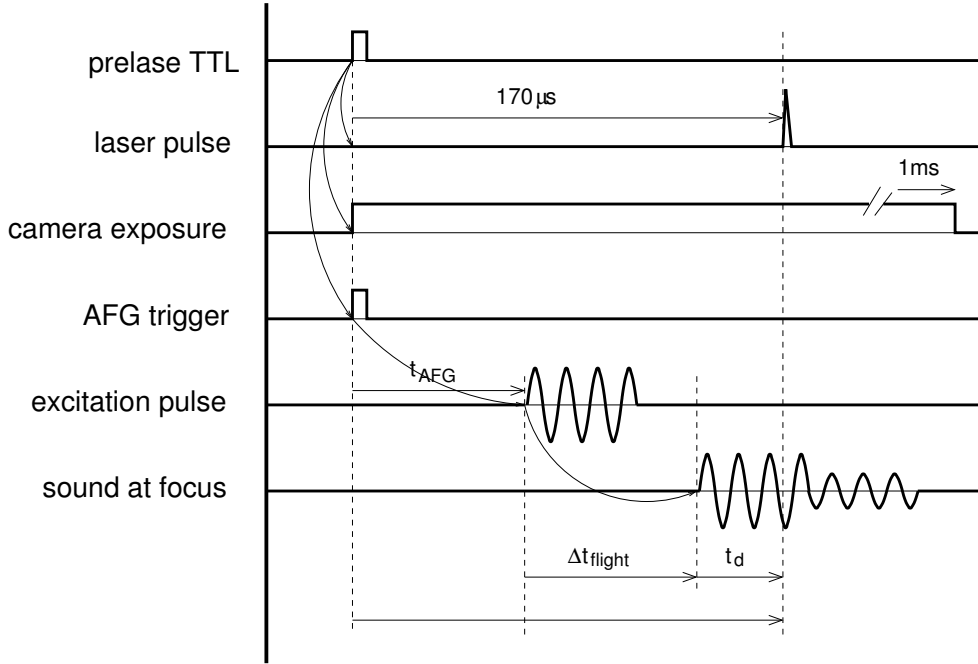 prelase TTL
170μs
laser pulse
1ms
camera exposure
AFG trigger
tAFG
excitation pulse
sound at focus
Δtflight
td